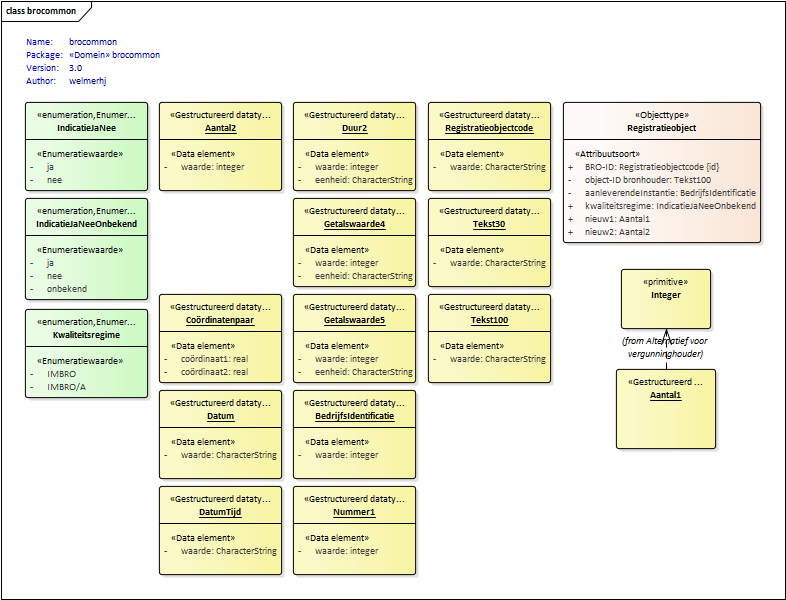 class brocommon
Name: brocommon
Package: «Domein» brocommon
Version: 3.0
Author: welmerhj
«enumeration,Enumer...
IndicatieJaNee
«Enumeratiewaarde»
- ja
- nee
«enumeration,Enumer...
IndicatieJaNeeOnbekend
«Enumeratiewaarde»
- ja
- nee
- onbekend
«enumeration,Enumer...
Kwaliteitsregime
«Enumeratiewaarde»
- IMBRO
- IMBRO/A
«Gestructureerd dataty...
Aantal2
«Data element»
- waarde: integer
«Gestructureerd dataty...
Coördinatenpaar
«Data element»
- coördinaat1: real
- coördinaat2: real
«Gestructureerd dataty...
Datum
«Data element»
- waarde: CharacterString
«Gestructureerd dataty...
DatumTijd
«Data element»
- waarde: CharacterString
«Gestructureerd dataty...
Duur2
«Data element»
- waarde: integer
- eenheid: CharacterString
«Gestructureerd dataty...
Getalswaarde4
«Data element»
- waarde: integer
- eenheid: CharacterString
«Gestructureerd dataty...
Getalswaarde5
«Data element»
- waarde: integer
- eenheid: CharacterString
«Gestructureerd dataty...
BedrijfsIdentificatie
«Data element»
- waarde: integer
«Gestructureerd dataty...
Nummer1
«Data element»
- waarde: integer
«Gestructureerd dataty...
Registratieobjectcode
«Data element»
- waarde: CharacterString
«Gestructureerd dataty...
Tekst30
«Data element»
- waarde: CharacterString
«Gestructureerd dataty...
Tekst100
«Data element»
- waarde: CharacterString
«Objecttype»
Registratieobject
«Attribuutsoort»
+ BRO-ID: Registratieobjectcode {id}
- object-ID bronhouder: Tekst100
- aanleverendeInstantie: BedrijfsIdentificatie
+ kwaliteitsregime: IndicatieJaNeeOnbekend
+ nieuw1: Aantal1
+ nieuw2: Aantal2
«primitive»
Integer
(from Alternatief voor
vergunninghouder)
«Gestructureerd ...
Aantal1